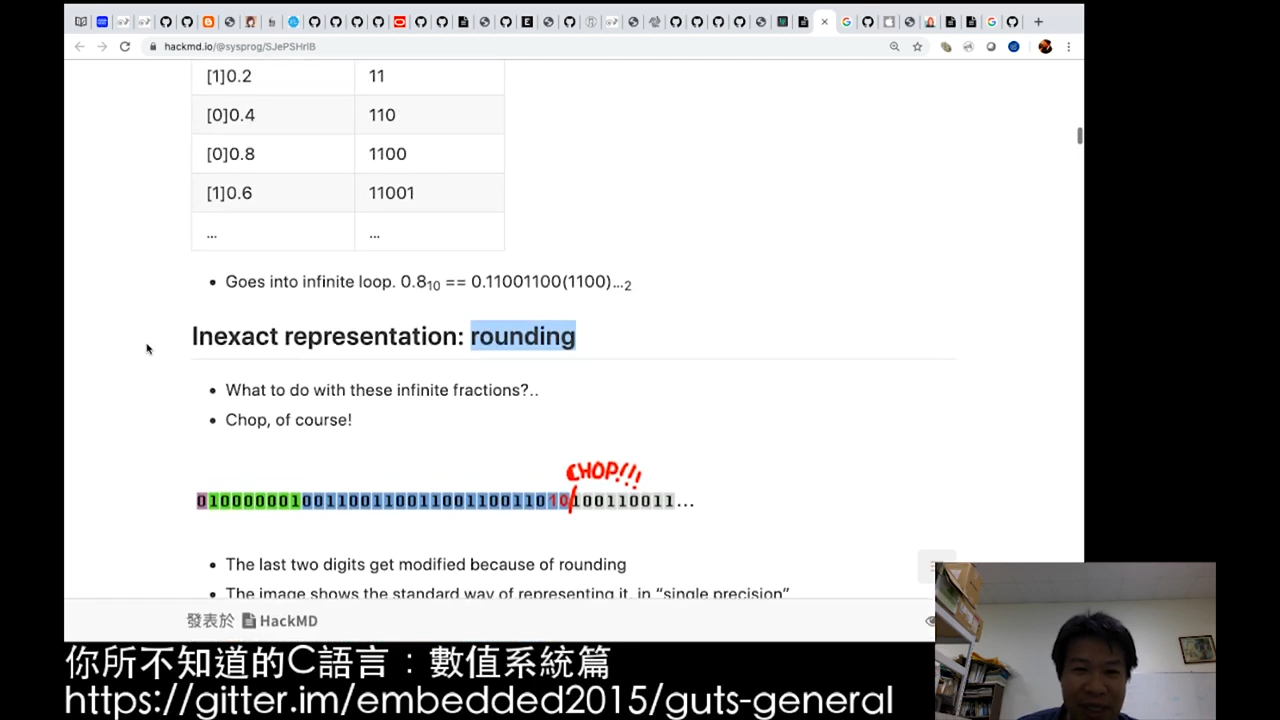 hackmd.io/@sysprog/SJePSHrlB
[1]0.2 11
[0]0.4 110
[0]0.8 1100
[1]0.6 11001
... ...
Goes into infinite loop. 0.8₁₀ == 0.11001100(1100)...₂
Inexact representation: rounding
What to do with these infinite fractions?..
Chop, of course!
CHOP!!!
01000000100110011001100110011010100110011...
The last two digits get modified because of rounding
The image shows the standard way of representing it, in “single precision”
發表於 HackMD
你所不知道的C語言：數值系統篇
https://gitter.im/embedded2015/guts-general